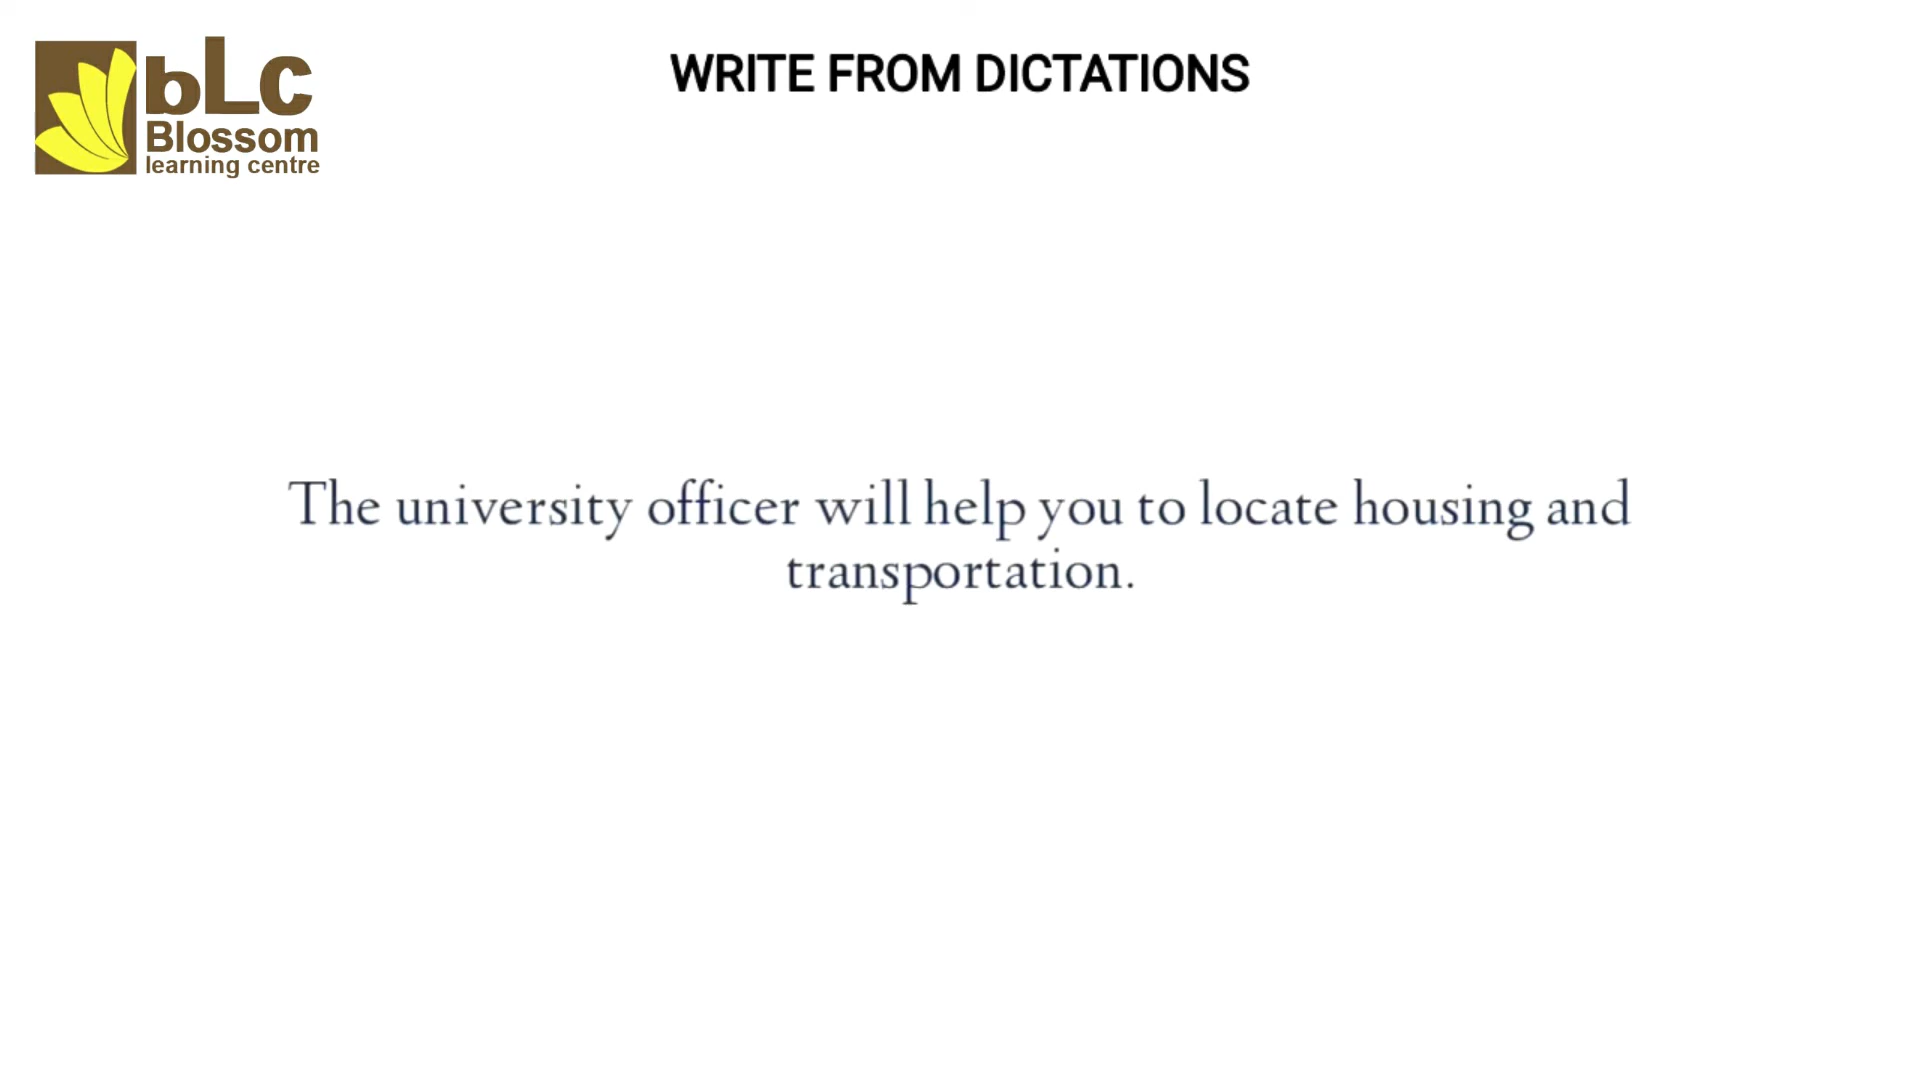 bLc
Blossom
learning centre
WRITE FROM DICTATIONS
The university officer will help you to locate housing and
transportation.